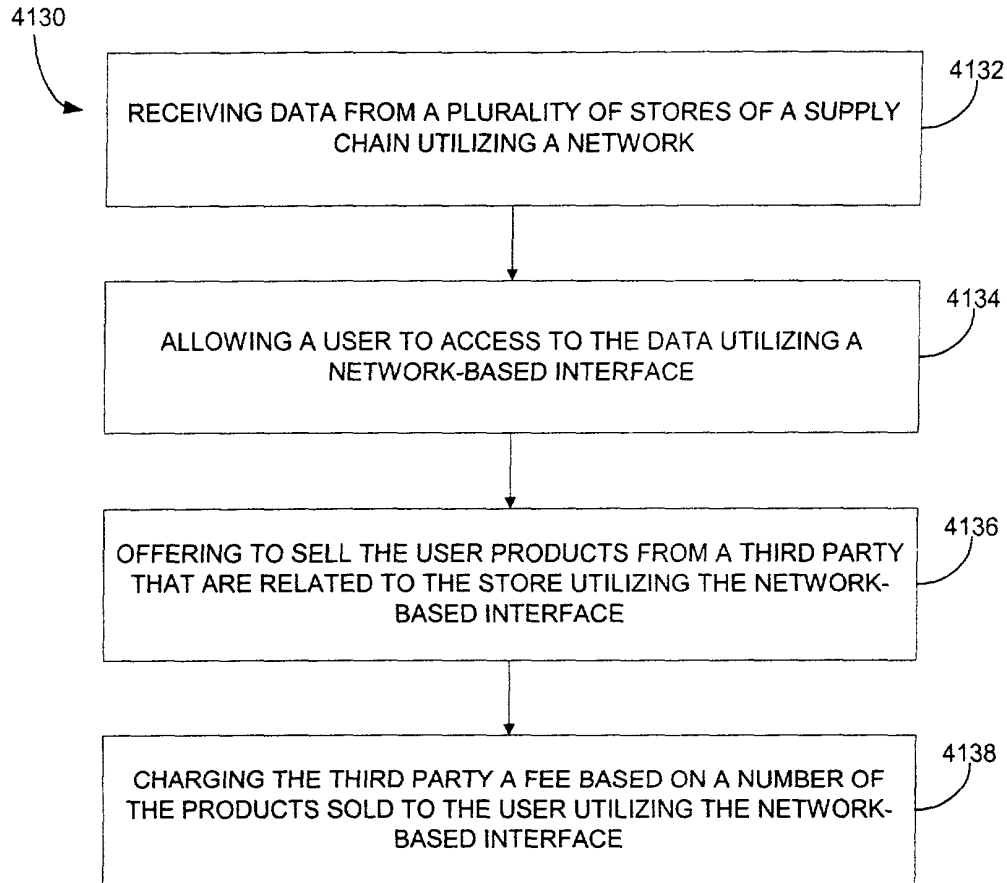 4130
4132
RECEIVING DATA FROM A PLURALITY OF STORES OF A SUPPLY
CHAIN UTILIZING A NETWORK
4134
ALLOWING A USER TO ACCESS TO THE DATA UTILIZING A
NETWORK-BASED INTERFACE
4136
OFFERING TO SELL THE USER PRODUCTS FROM A THIRD PARTY
THAT ARE RELATED TO THE STORE UTILIZING THE NETWORK-
BASED INTERFACE
4138
CHARGING THE THIRD PARTY A FEE BASED ON A NUMBER OF
THE PRODUCTS SOLD TO THE USER UTILIZING THE NETWORK-
BASED INTERFACE